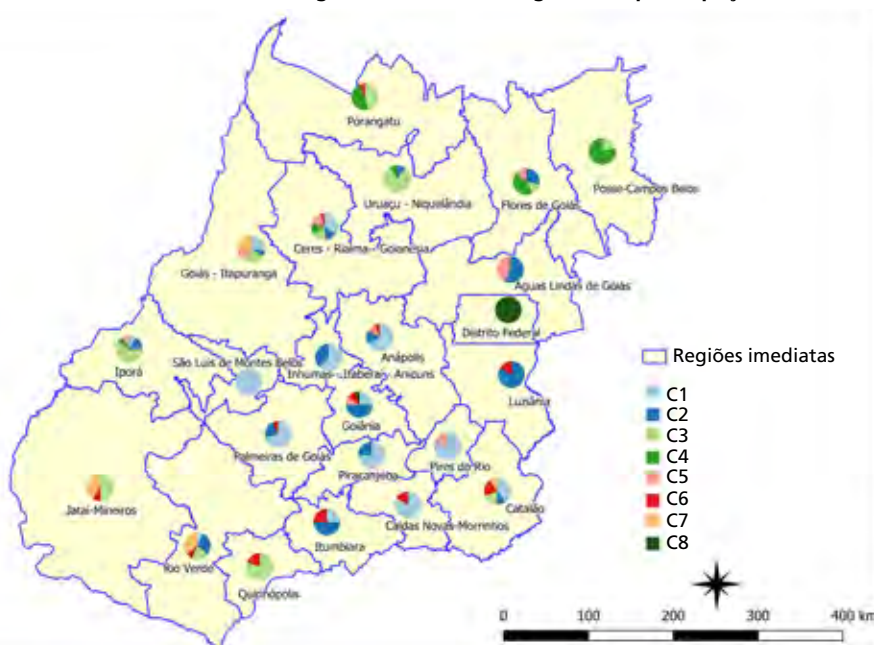 Porangatu
Posse-Campos Belos
Uruaçu - Niquelândia
Flores de Goiás
Ceres - Rialma - Goianésia
Goiás - Itapuranga
Águas Lindas de Goiás
Distrito Federal
Anápolis
São Luís de Montes Belos
Inhumas - Itaberaí - Anicuns
Iporá
Luziânia
Goiânia
Palmeiras de Goiás
Piracanjuba
Pires do Rio
Jataí-Mineiros
Catalão
Caldas Novas-Morrinhos
Itumbiara
Rio Verde
Quirinópolis
Regiões imediatas
C1
C2
C3
C4
C5
C6
C7
C8
0 100 200 300 400 km